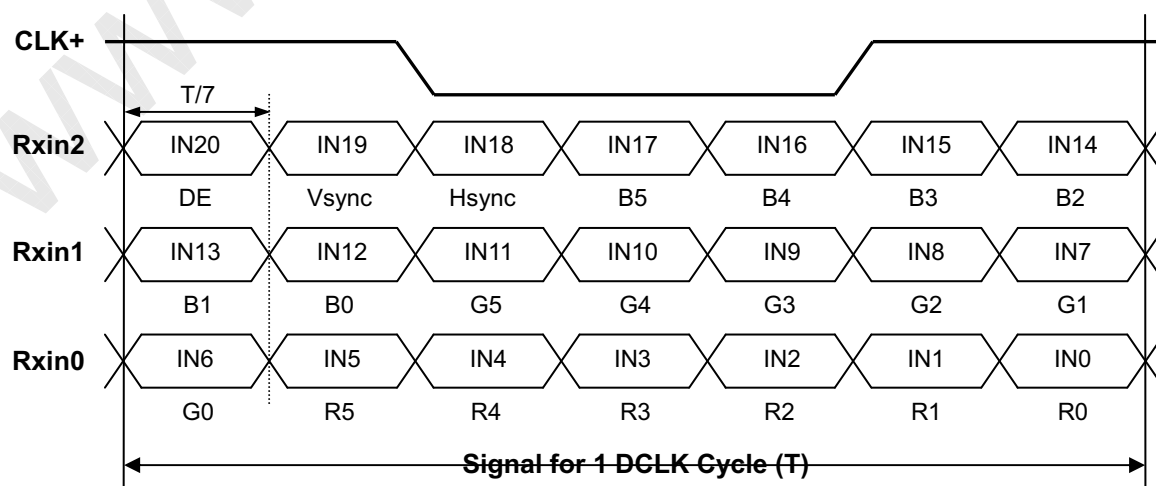 CLK+
T/7
Rxin2 IN20 IN19 IN18 IN17 IN16 IN15 IN14
DE Vsync Hsync B5 B4 B3 B2
Rxin1 IN13 IN12 IN11 IN10 IN9 IN8 IN7
B1 B0 G5 G4 G3 G2 G1
Rxin0 IN6 IN5 IN4 IN3 IN2 IN1 IN0
G0 R5 R4 R3 R2 R1 R0
Signal for 1 DCLK Cycle (T)